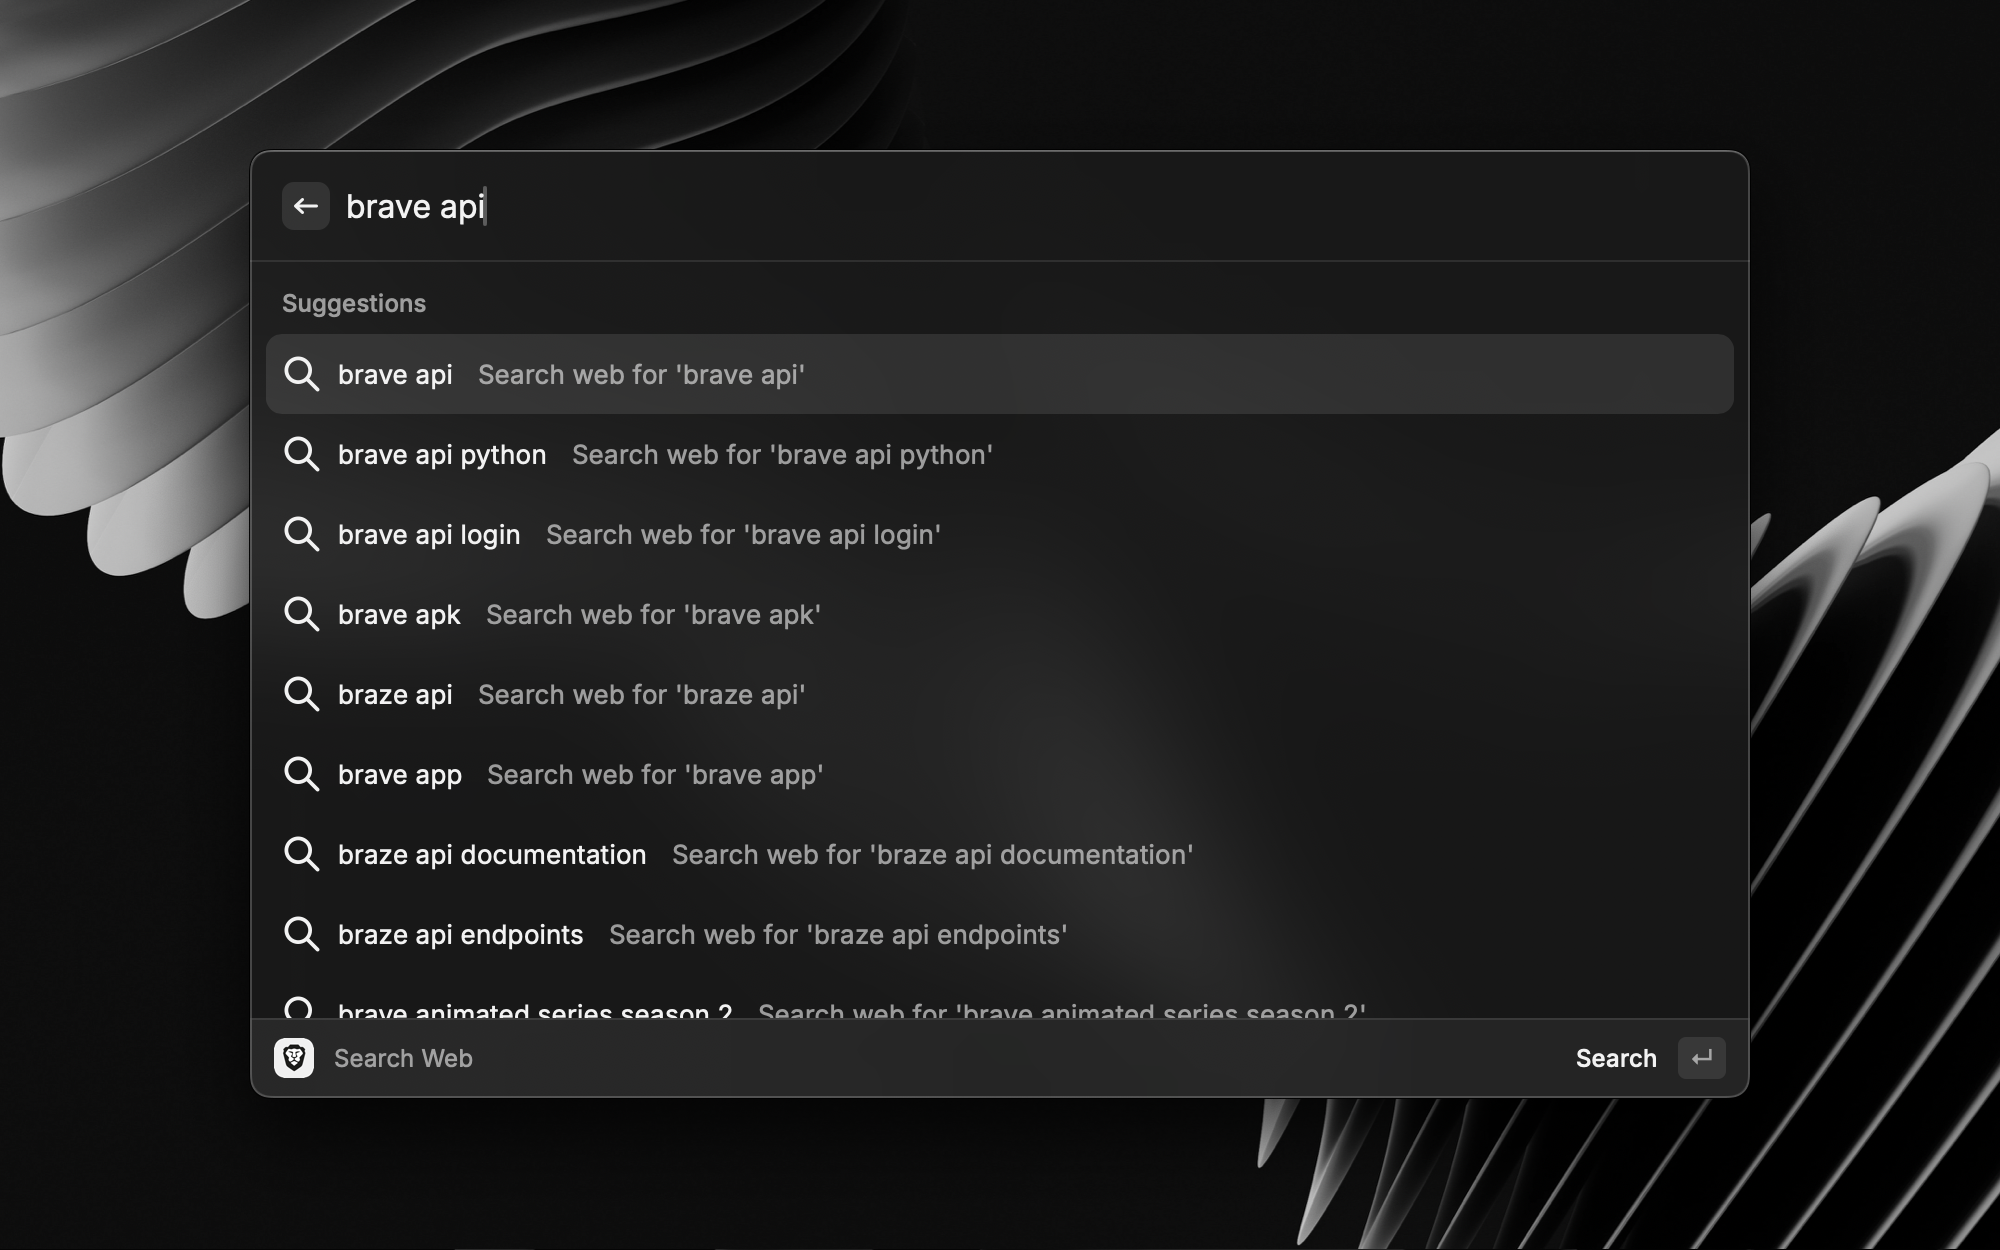 brave api
Suggestions
brave api Search web for 'brave api'
brave api python Search web for 'brave api python'
brave api login Search web for 'brave api login'
brave apk Search web for 'brave apk'
braze api Search web for 'braze api'
brave app Search web for 'brave app'
braze api documentation Search web for 'braze api documentation'
braze api endpoints Search web for 'braze api endpoints'
brave animated series season 2 Search web for 'brave animated series season 2'
Search Web Search